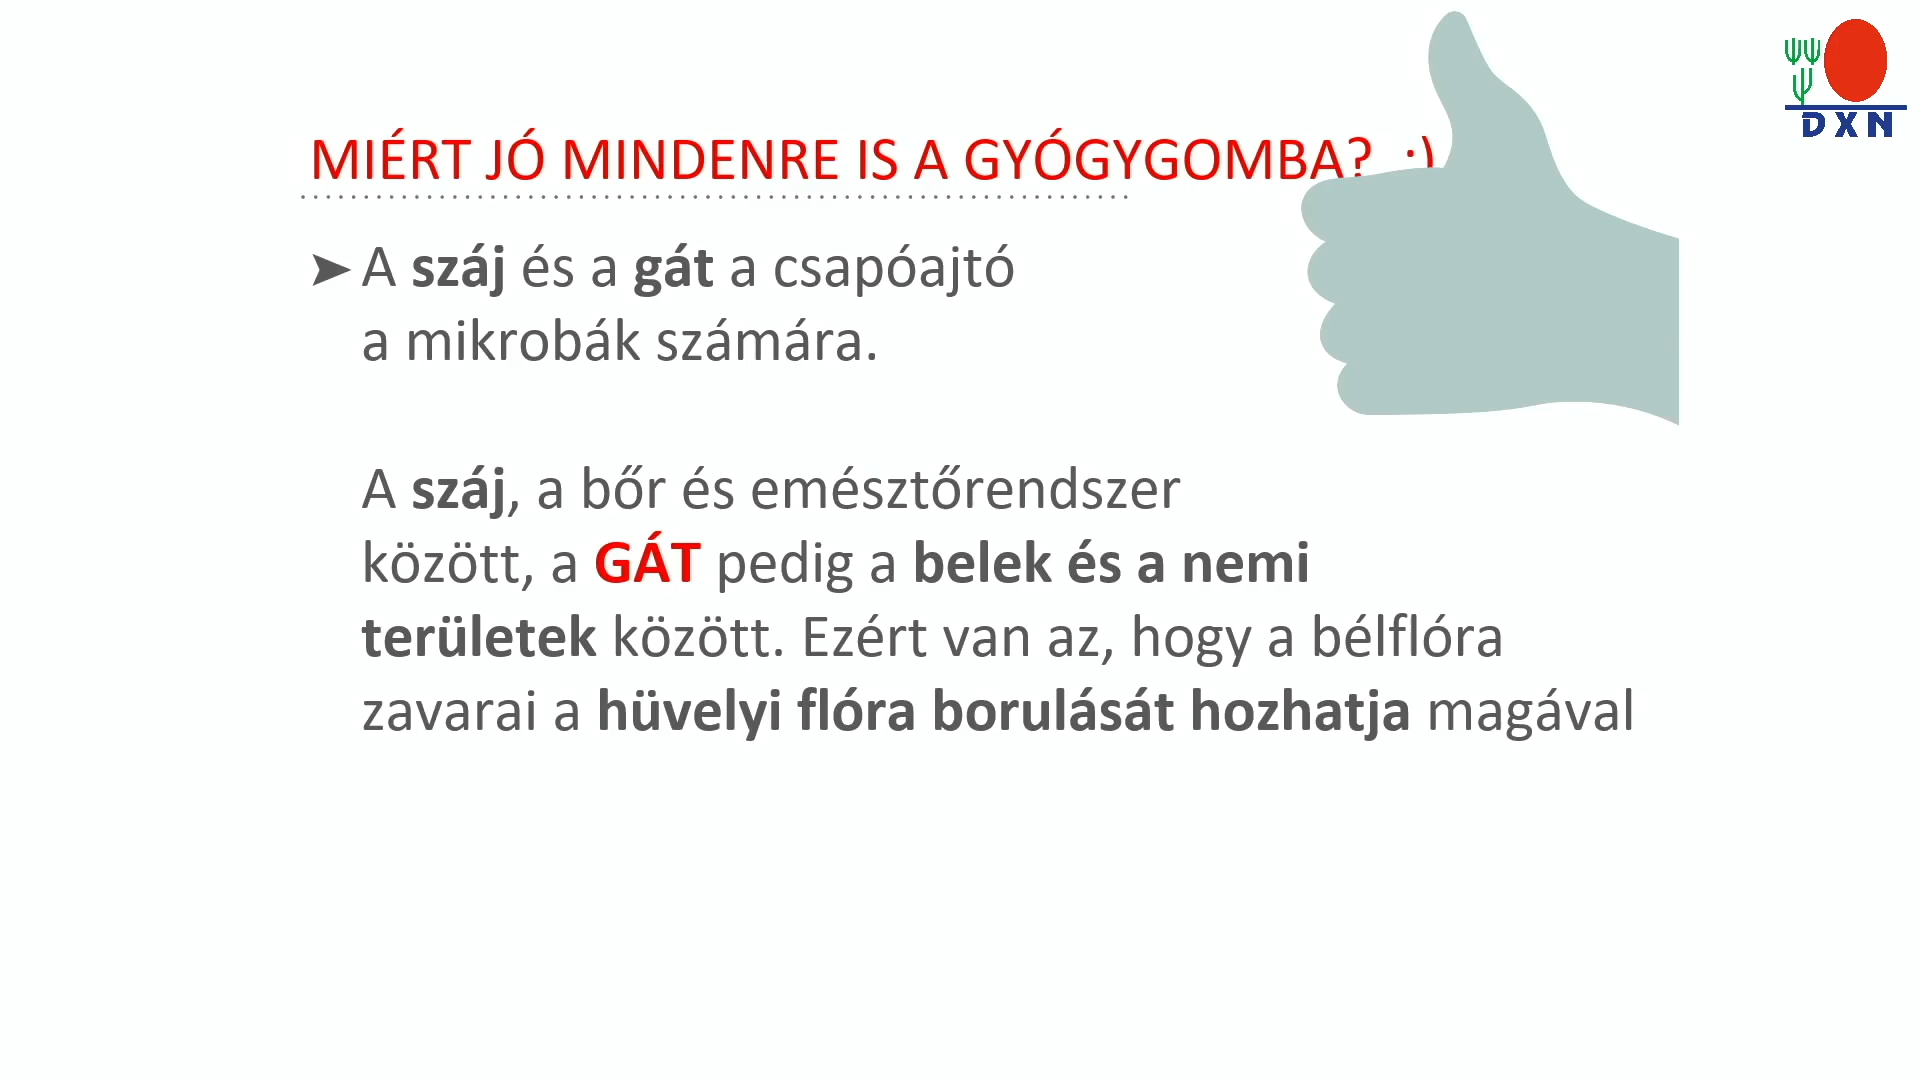 MIÉRT JÓ MINDENRE IS A GYÓGYGOMBA? :)
➤ A száj és a gát a csapóajtó
a mikrobák számára.
A száj, a bőr és emésztőrendszer
között, a GÁT pedig a belek és a nemi
területek között. Ezért van az, hogy a bélflóra
zavarai a hüvelyi flóra borulását hozhatja magával
DXN